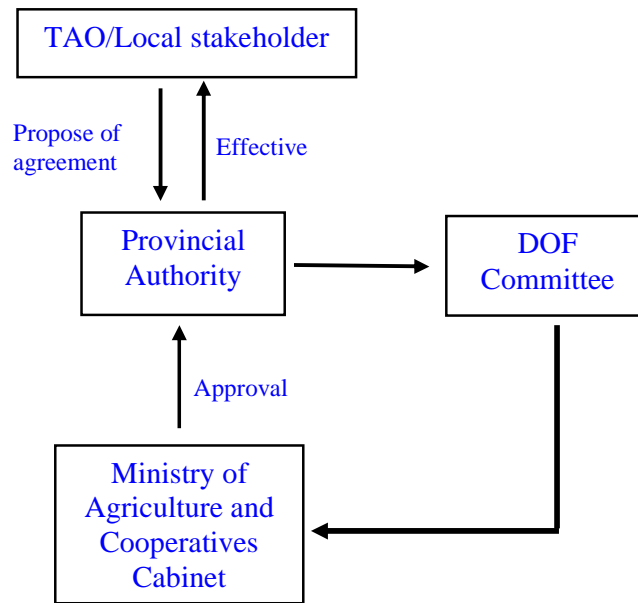 TAO/Local stakeholder
Propose of
agreement
Effective
Provincial
Authority
DOF
Committee
Approval
Ministry of
Agriculture and
Cooperatives
Cabinet